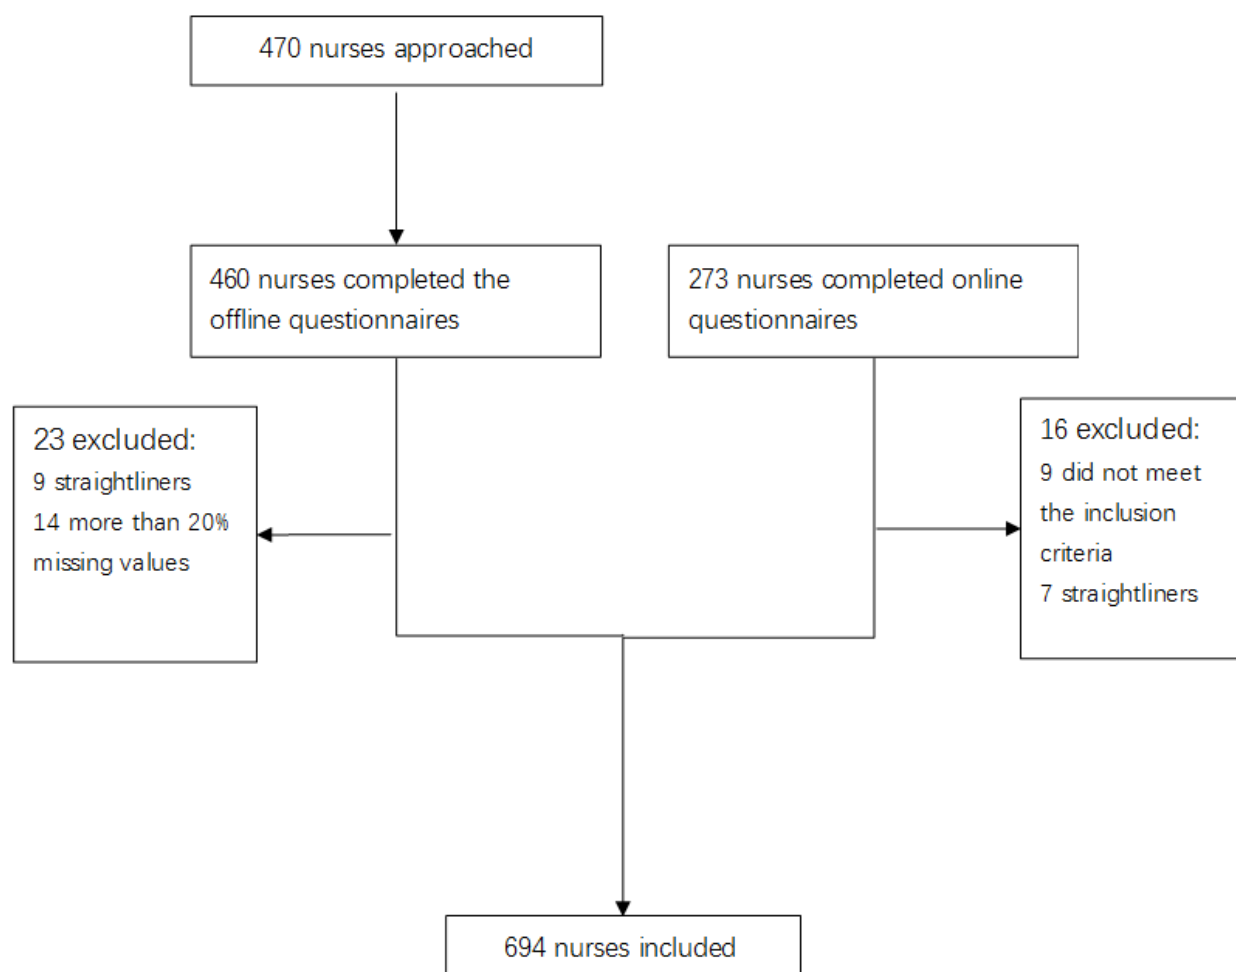 470 nurses approached
460 nurses completed the
offline questionnaires
273 nurses completed online
questionnaires
23 excluded:
9 straightliners
14 more than 20%
missing values
16 excluded:
9 did not meet
the inclusion
criteria
7 straightliners
694 nurses included